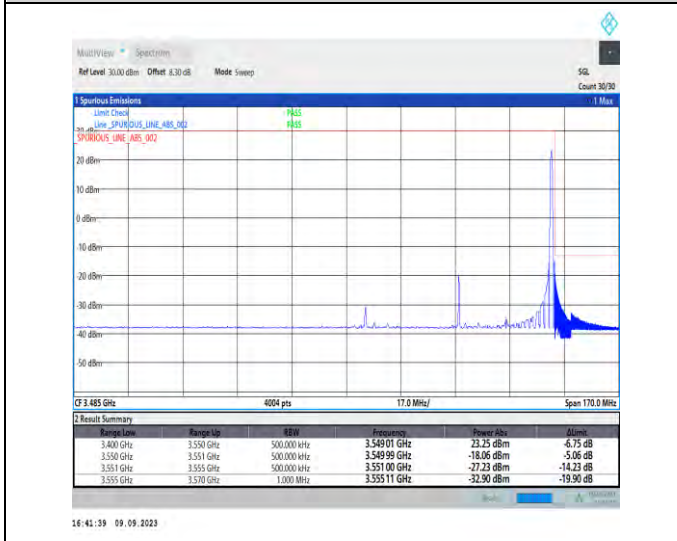 MultiView Spectrum
Ref Level 30.00 dBm Offset 8.30 dB Mode Sweep SGL
Count 30/30
1 Spurious Emissions 1 Max
Limit Check PASS
Line _SPURIOUS_LINE_ABS_002 PASS
_SPURIOUS_LINE_ABS_002
20 dBm
10 dBm
0 dBm
-10 dBm
-20 dBm
-30 dBm
-40 dBm
-50 dBm
CF 3.485 GHz 4004 pts 17.0 MHz/ Span 170.0 MHz
2 Result Summary
Range Low Range Up RBW Frequency Power Abs ΔLimit
3.400 GHz 3.550 GHz 500.000 kHz 3.549 01 GHz 23.25 dBm -6.75 dB
3.550 GHz 3.551 GHz 500.000 kHz 3.549 99 GHz -18.06 dBm -5.06 dB
3.551 GHz 3.555 GHz 500.000 kHz 3.551 00 GHz -27.23 dBm -14.23 dB
3.555 GHz 3.570 GHz 1.000 MHz 3.555 11 GHz -32.90 dBm -19.90 dB
16:41:39 09.09.2023